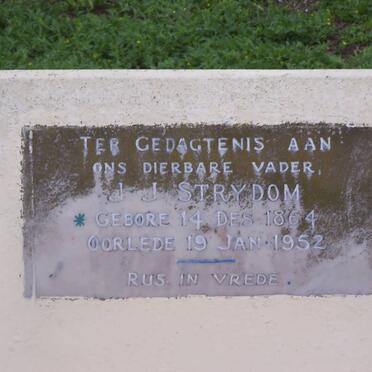 TER GEDAGTENIS AAN
ONS DIERBARE VADER,
J. J. STRYDOM
* GEBORE 14 DES. 1864
OORLEDE 19 JAN. 1952
RUS IN VREDE.